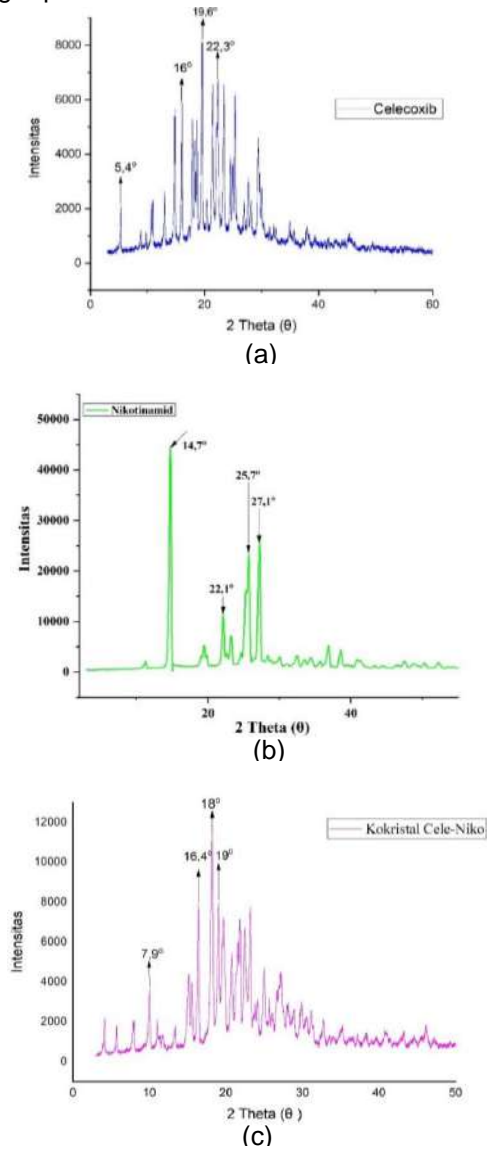 19,6°
8000
22,3°
16°
Celecoxib
6000
Intensitas
4000
5,4°
2000
0
0 20 40 60
2 Theta (θ)
(a)
Nikotinamid
50000
14,7°
40000
25,7°
27,1°
30000
Intensitas
20000
22,1°
10000
0
20 40
2 Theta (θ)
(b)
18°
12000
Kokristal Cele-Niko
16,4° 19°
10000
8000
7,9°
Intensitas
6000
4000
2000
0
0 10 20 30 40 50
2 Theta (θ )
(c)